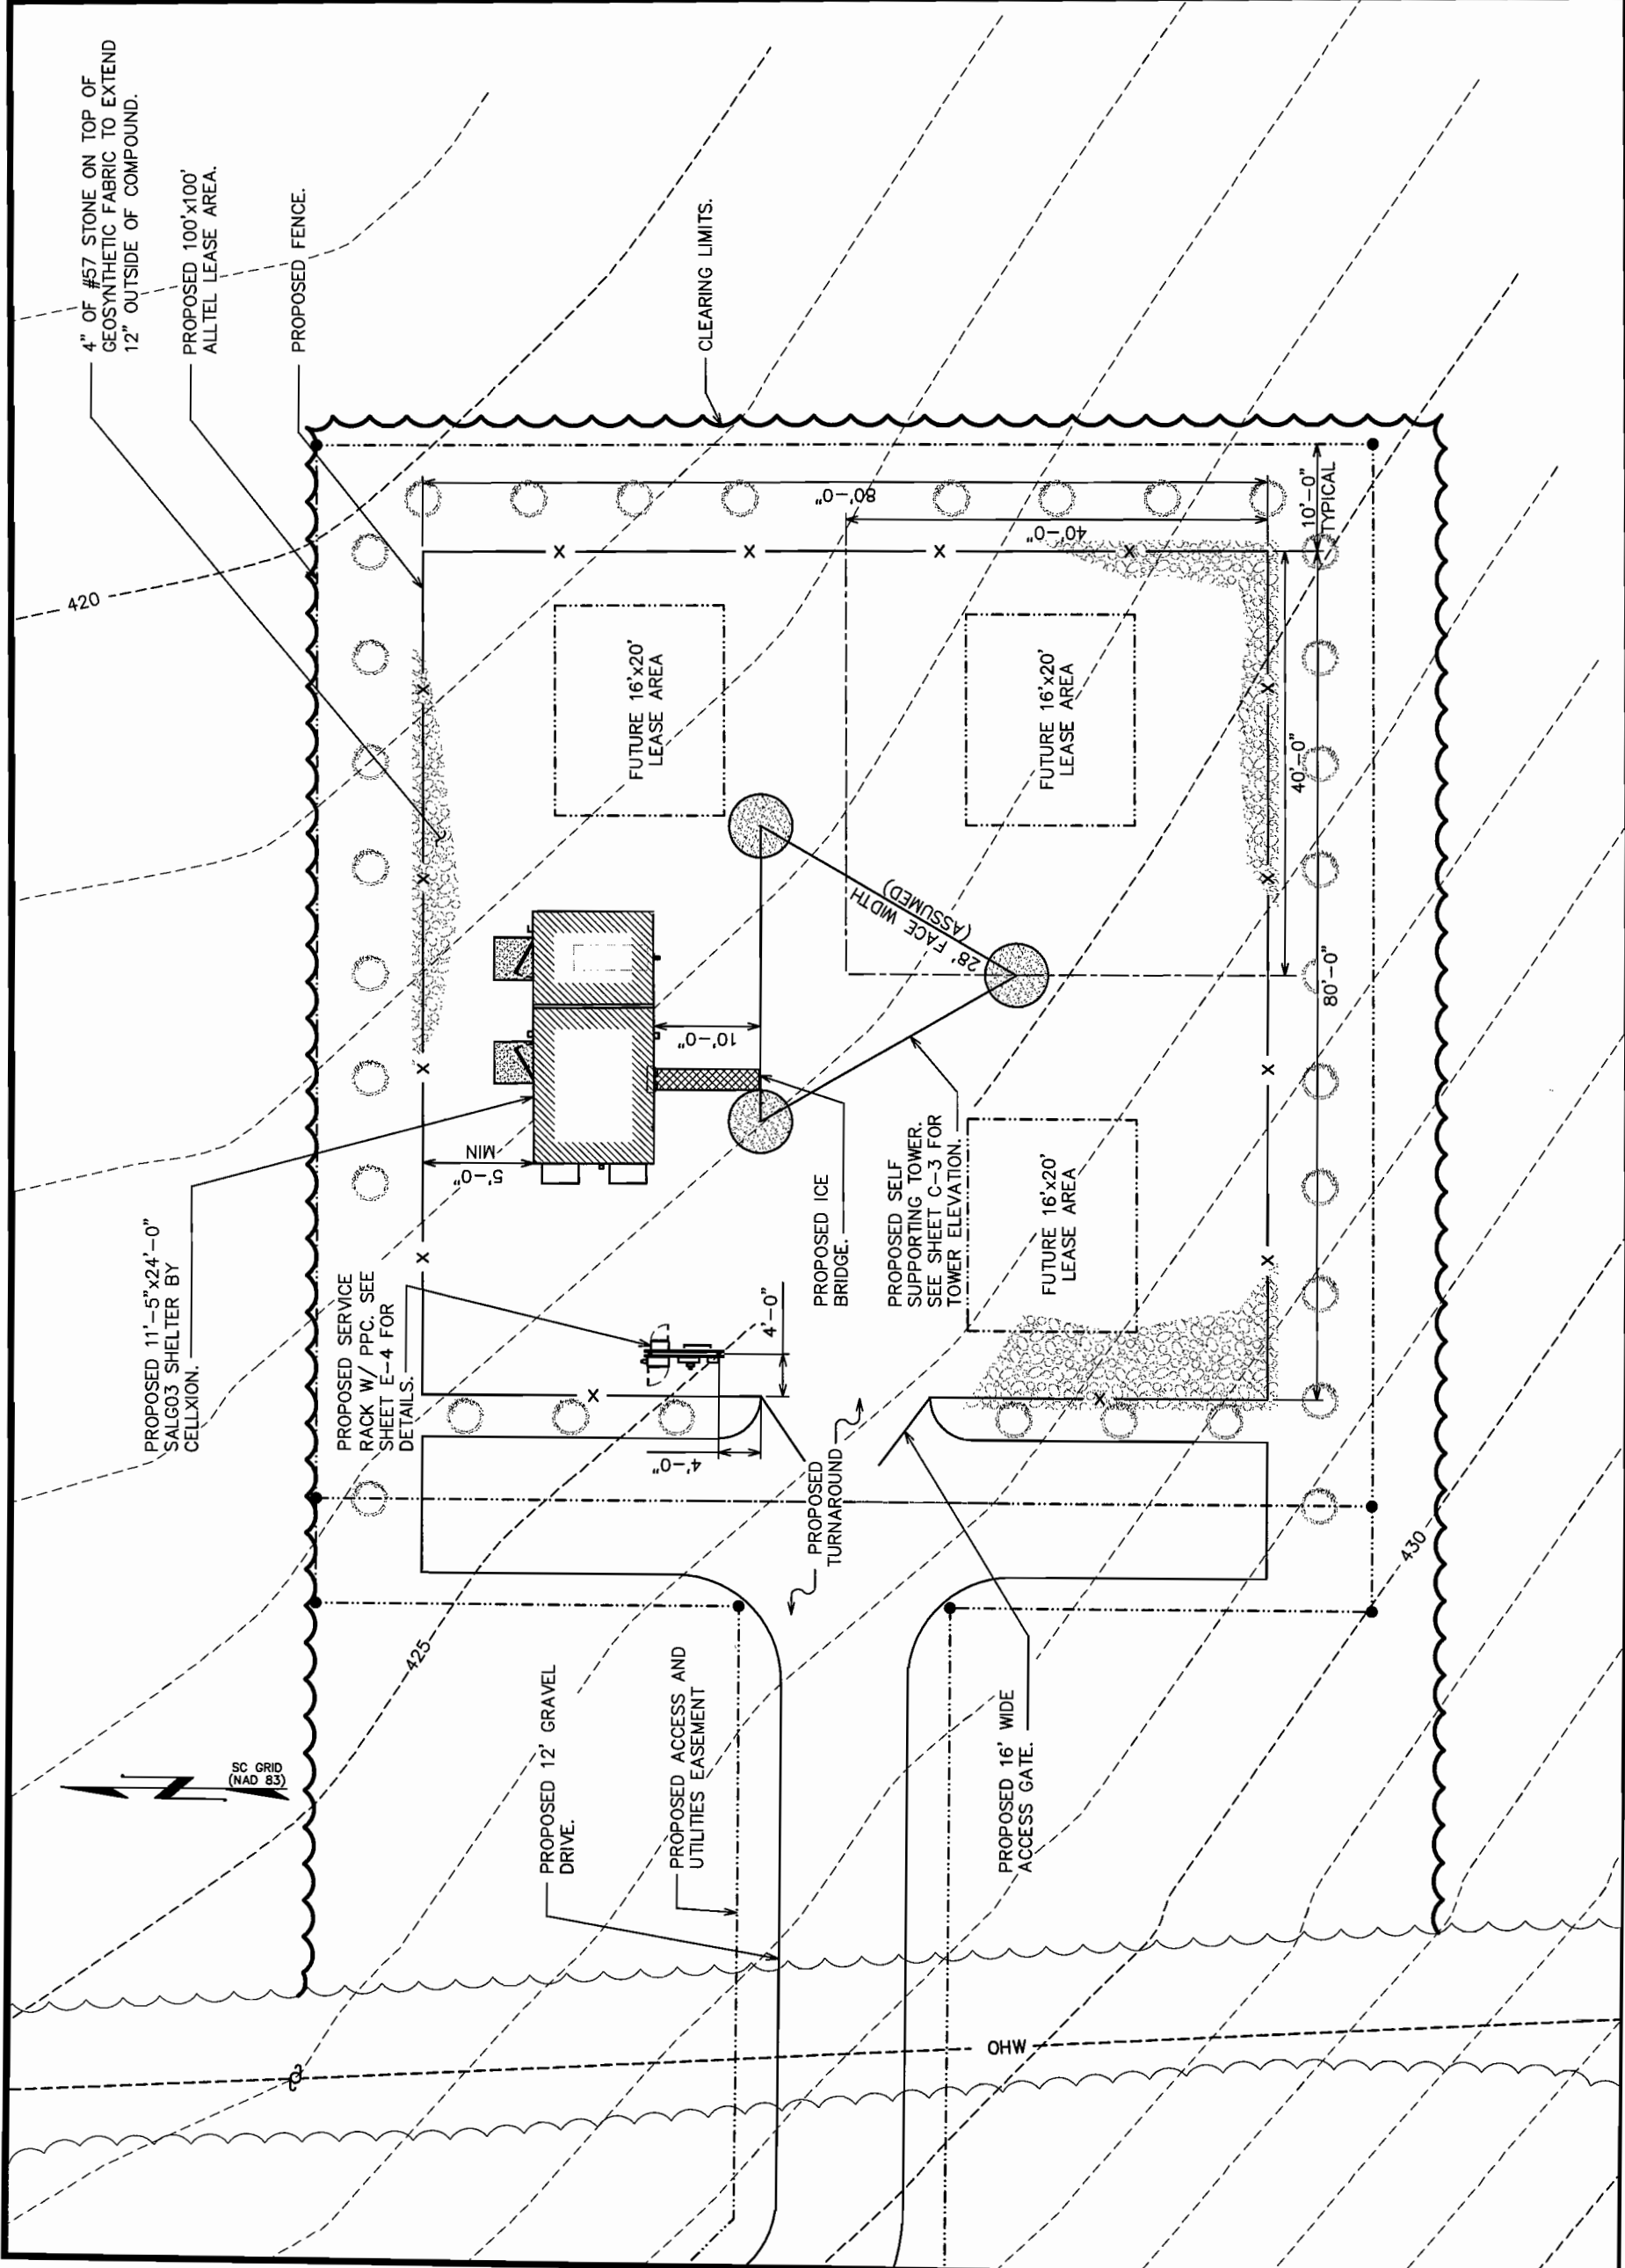 4" OF #57 STONE ON TOP OF
GEOSYNTHETIC FABRIC TO EXTEND
12" OUTSIDE OF COMPOUND.
PROPOSED 100'x100'
ALLTEL LEASE AREA.
PROPOSED FENCE.
CLEARING LIMITS.
420
PROPOSED 11'-5"x24'-0"
SALG03 SHELTER BY
CELLXION.
PROPOSED SERVICE
RACK W/ PPC. SEE
SHEET E-4 FOR
DETAILS.
SC GRID
(NAD 83)
425
5'-0"
MIN
X
X
X
X
X
X
X
X
X
X
X
X
X
X
FUTURE 16'x20'
LEASE AREA
FUTURE 16'x20'
LEASE AREA
FUTURE 16'x20'
LEASE AREA
80'-0"
40'-0"
10'-0"
TYPICAL
40'-0"
80'-0"
10'-0"
28' FACE WIDTH
(ASSUMED)
4'-0"
4'-0"
PROPOSED ICE
BRIDGE.
PROPOSED SELF
SUPPORTING TOWER.
SEE SHEET C-3 FOR
TOWER ELEVATION.
PROPOSED
TURNAROUND
PROPOSED 12' GRAVEL
DRIVE.
PROPOSED ACCESS AND
UTILITIES EASEMENT
PROPOSED 16' WIDE
ACCESS GATE.
430
OHW